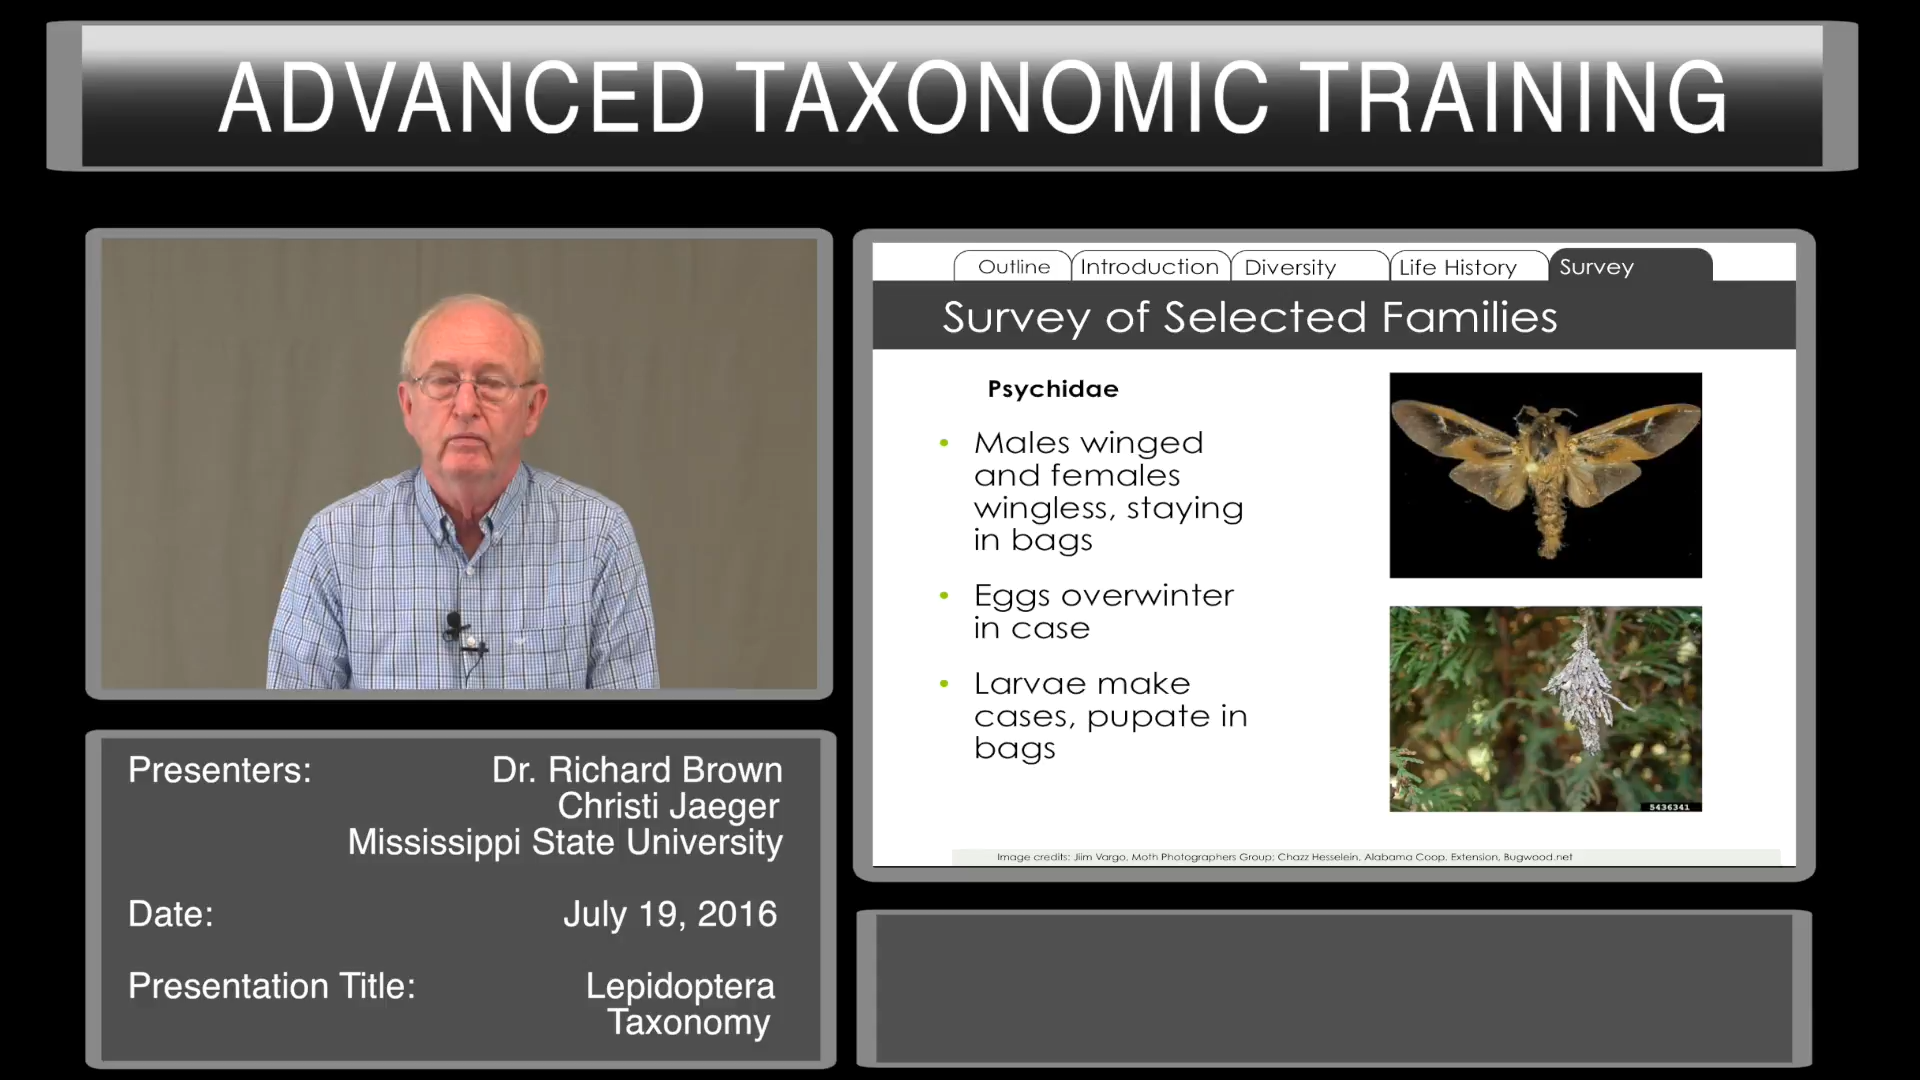 ADVANCED TAXONOMIC TRAINING
Outline
Introduction
Diversity
Life History
Survey
Survey of Selected Families
Psychidae
• Males winged
and females
wingless, staying
in bags
• Eggs overwinter
in case
• Larvae make
cases, pupate in
bags
5436341
Image credits: Jiim Vargo, Moth Photographers Group; Chazz Hesselein, Alabama Coop. Extension, Bugwood.net
Presenters: Dr. Richard Brown
Christi Jaeger
Mississippi State University
Date: July 19, 2016
Presentation Title: Lepidoptera
Taxonomy